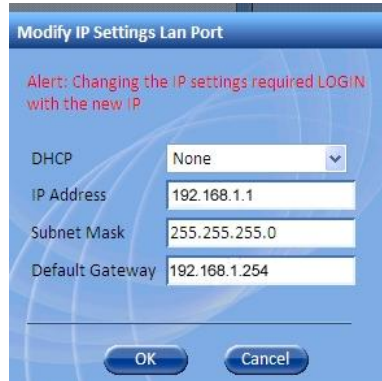 Modify IP Settings Lan Port
Alert: Changing the IP settings required LOGIN
with the new IP
DHCP None
IP Address 192.168.1.1
Subnet Mask 255.255.255.0
Default Gateway 192.168.1.254
OK Cancel